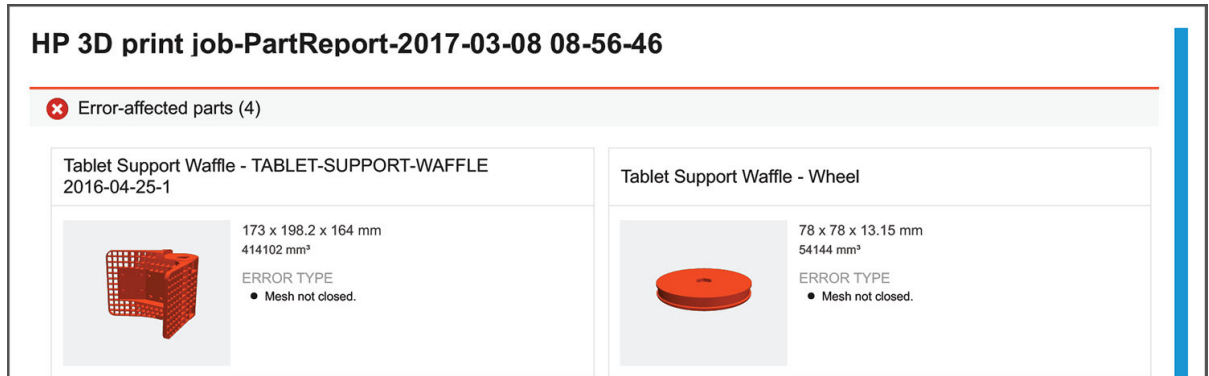 HP 3D print job-PartReport-2017-03-08 08-56-46
Error-affected parts (4)
Tablet Support Waffle - TABLET-SUPPORT-WAFFLE
2016-04-25-1
173 x 198.2 x 164 mm
414102 mm³
ERROR TYPE
● Mesh not closed.
Tablet Support Waffle - Wheel
78 x 78 x 13.15 mm
54144 mm³
ERROR TYPE
● Mesh not closed.